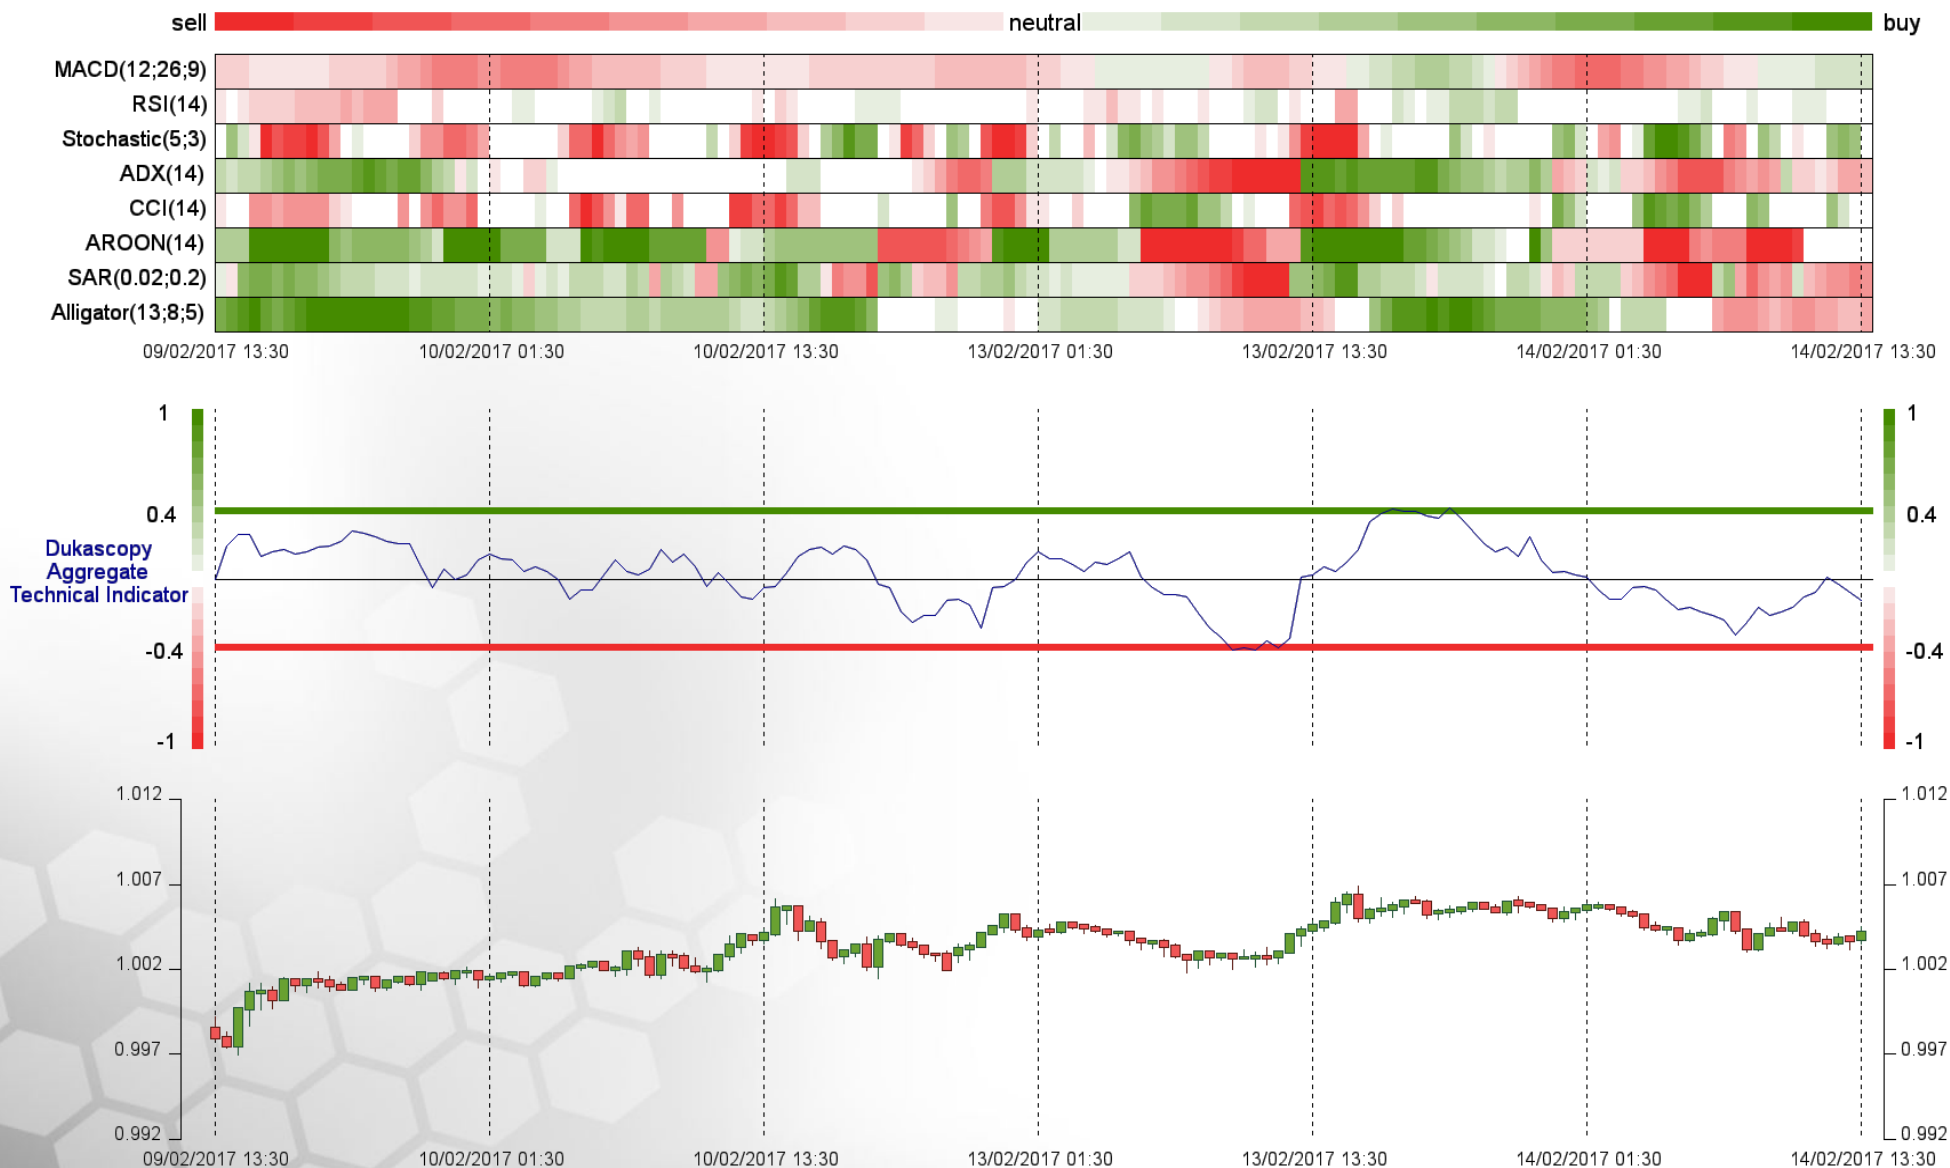 sell neutral buy
MACD(12;26;9)
RSI(14)
Stochastic(5;3)
ADX(14)
CCI(14)
AROON(14)
SAR(0.02;0.2)
Alligator(13;8;5)
09/02/2017 13:30 10/02/2017 01:30 10/02/2017 13:30 13/02/2017 01:30 13/02/2017 13:30 14/02/2017 01:30 14/02/2017 13:30
1 1
0.4 0.4
Dukascopy
Aggregate
Technical Indicator
-0.4 -0.4
-1 -1
1.012 1.012
1.007 1.007
1.002 1.002
0.997 0.997
0.992 0.992
09/02/2017 13:30 10/02/2017 01:30 10/02/2017 13:30 13/02/2017 01:30 13/02/2017 13:30 14/02/2017 01:30 14/02/2017 13:30